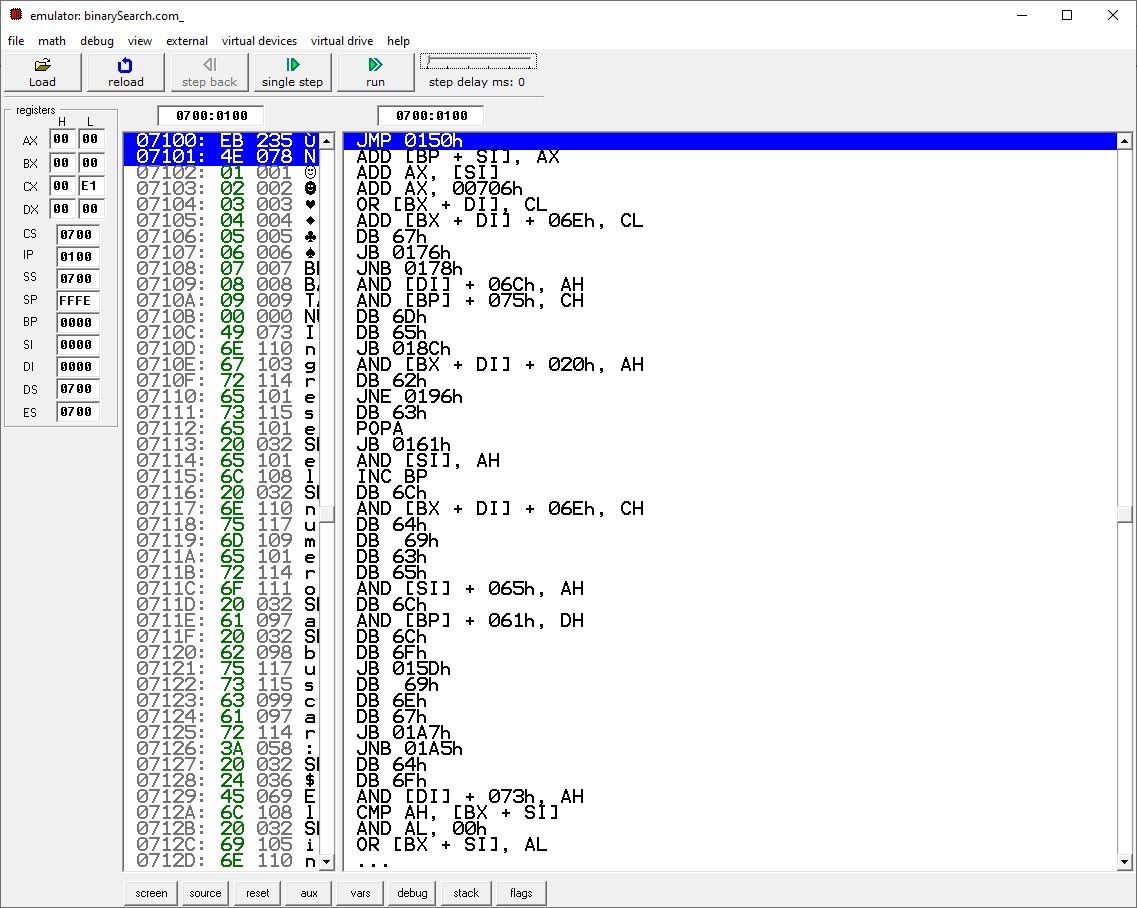 emulator: binarySearch.com_
file math debug view external virtual devices virtual drive help
Load reload step back single step run step delay ms: 0
registers
H L
0700:0100 0700:0100
AX 00 00
BX 00 00
CX 00 E1
DX 00 00
CS 0700
IP 0100
SS 0700
SP FFFE
BP 0000
SI 0000
DI 0000
DS 0700
ES 0700
07100: EB 235 Ù
07101: 4E 078 N
07102: 01 001 ☺
07103: 02 002 ☻
07104: 03 003 ♥
07105: 04 004 ♦
07106: 05 005 ♣
07107: 06 006 ♠
07108: 07 007
07109: 08 008
0710A: 09 009
0710B: 00 000
0710C: 49 073 I
0710D: 6E 110 n
0710E: 67 103 g
0710F: 72 114 r
07110: 65 101 e
07111: 73 115 s
07112: 65 101 e
07113: 20 032
07114: 65 101 e
07115: 6C 108 l
07116: 20 032
07117: 6E 110 n
07118: 75 117 u
07119: 6D 109 m
0711A: 65 101 e
0711B: 72 114 r
0711C: 6F 111 o
0711D: 20 032
0711E: 61 097 a
0711F: 20 032
07120: 62 098 b
07121: 75 117 u
07122: 73 115 s
07123: 63 099 c
07124: 61 097 a
07125: 72 114 r
07126: 3A 058 :
07127: 20 032
07128: 24 036 $
07129: 45 069 E
0712A: 6C 108 l
0712B: 20 032
0712C: 69 105 i
0712D: 6E 110 n
JMP 0150h
ADD [BP + SI], AX
ADD AX, [SI]
ADD AX, 00706h
OR [BX + DI], CL
ADD [BX + DI] + 06Eh, CL
DB 67h
JB 0176h
JNB 0178h
AND [DI] + 06Ch, AH
AND [BP] + 075h, CH
DB 6Dh
DB 65h
JB 018Ch
AND [BX + DI] + 020h, AH
DB 62h
JNE 0196h
DB 63h
POPA
JB 0161h
AND [SI], AH
INC BP
DB 6Ch
AND [BX + DI] + 06Eh, CH
DB 64h
DB 69h
DB 63h
DB 65h
AND [SI] + 065h, AH
DB 6Ch
AND [BP] + 061h, DH
DB 6Ch
DB 6Fh
JB 015Dh
DB 69h
DB 6Eh
DB 67h
JB 01A7h
JNB 01A5h
DB 64h
DB 6Fh
AND [DI] + 073h, AH
CMP AH, [BX + SI]
AND AL, 00h
OR [BX + SI], AL
...
screen source reset aux vars debug stack flags